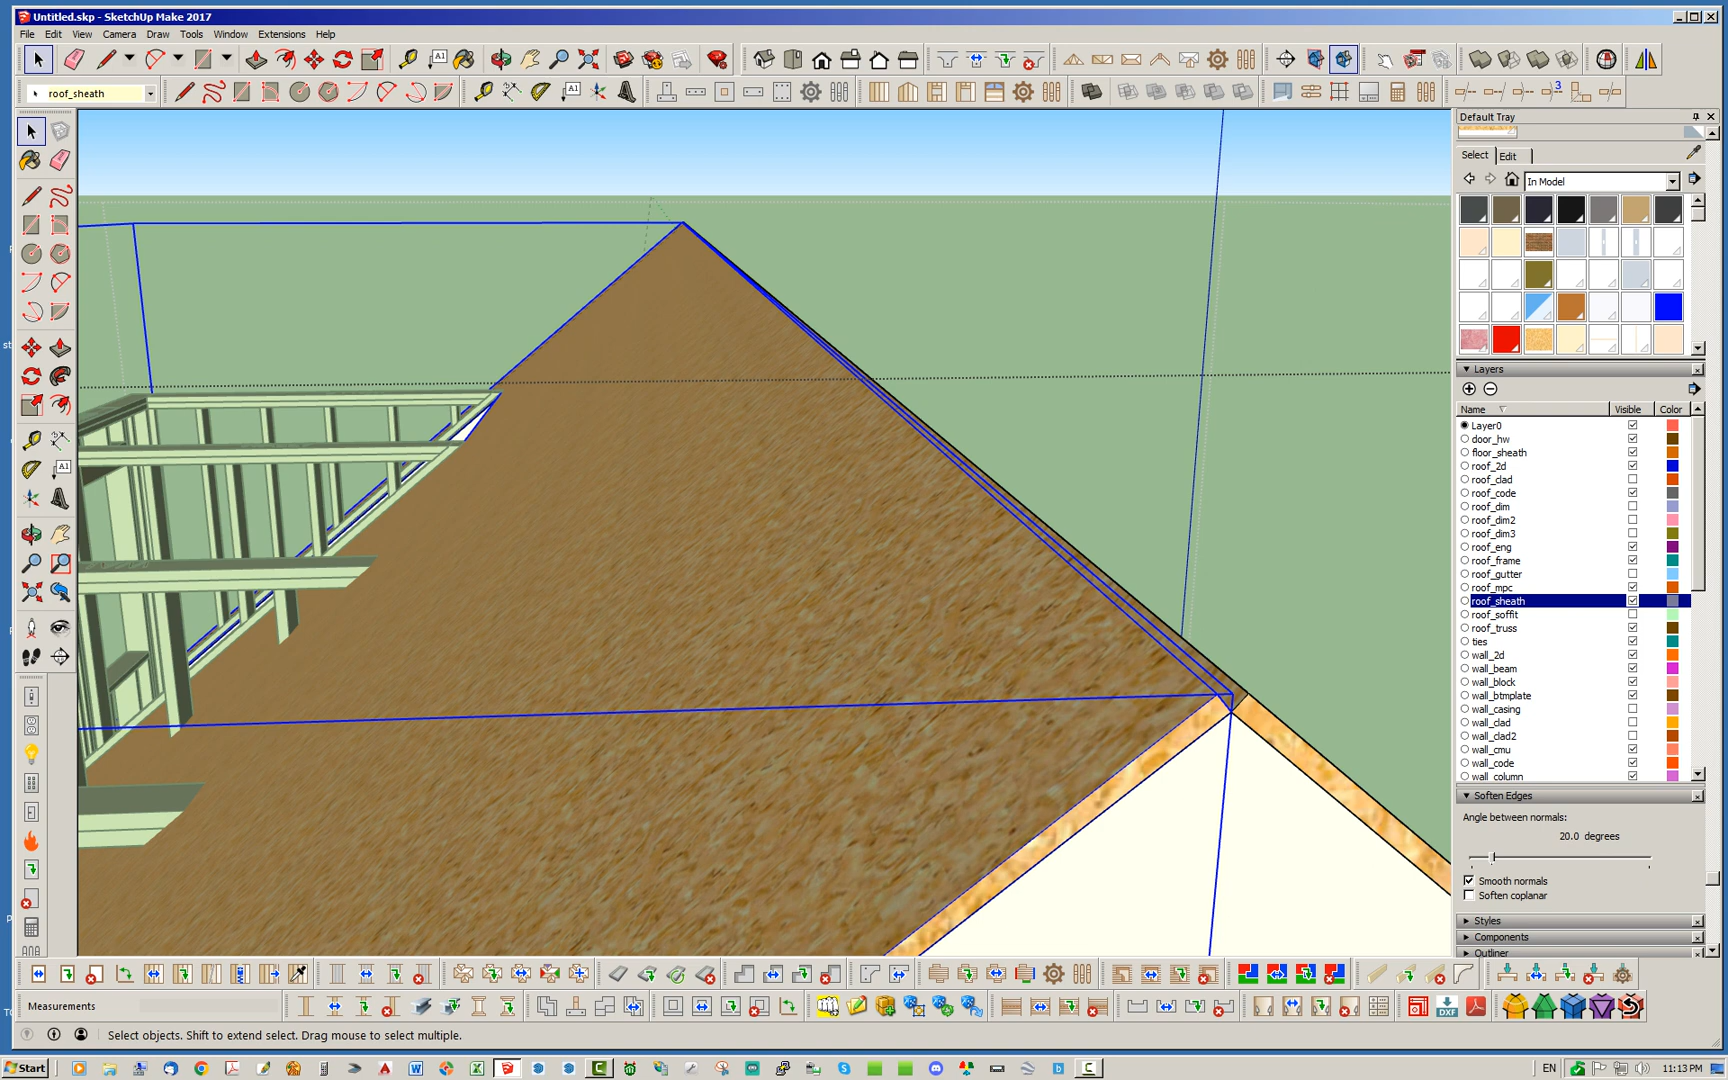 Untitled.skp - SketchUp Make 2017
File Edit View Camera Draw Tools Window Extensions Help
roof_sheath
Default Tray
Select Edit
In Model
Layers
Name Visible Color
Layer0
door_hw
floor_sheath
roof_2d
roof_clad
roof_code
roof_dim
roof_dim2
roof_dim3
roof_eng
roof_frame
roof_gutter
roof_mpc
roof_sheath
roof_soffit
roof_truss
ties
wall_2d
wall_beam
wall_block
wall_btmplate
wall_casing
wall_clad
wall_clad2
wall_cmu
wall_code
wall_column
Soften Edges
Angle between normals:
20.0 degrees
Smooth normals
Soften coplanar
Styles
Components
Outliner
Measurements
Select objects. Shift to extend select. Drag mouse to select multiple.
Start
EN
11:13 PM